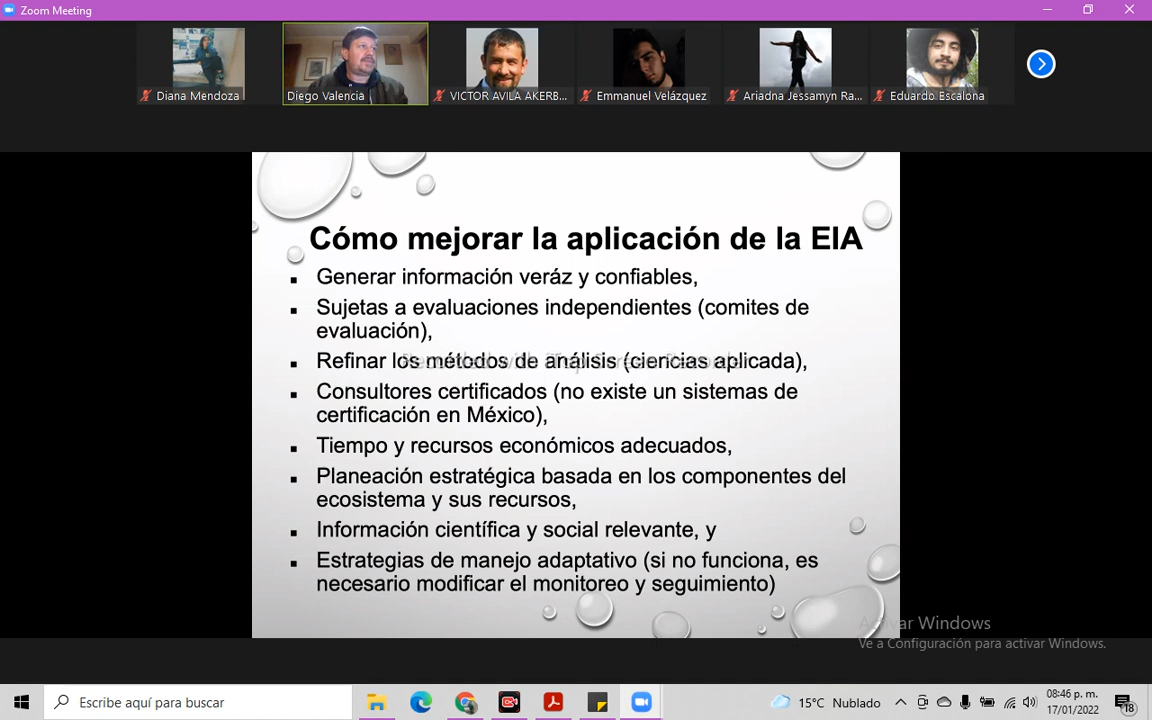 Zoom Meeting
Diana Mendoza
Diego Valencia
VICTOR AVILA AKERB...
Emmanuel Velázquez
Ariadna Jessamyn Ra...
Eduardo Escalona
Cómo mejorar la aplicación de la EIA
▪ Generar información veráz y confiables,
▪ Sujetas a evaluaciones independientes (comites de
evaluación),
▪ Refinar los métodos de análisis (ciencias aplicada),
Recorded with iTop Screen Recorder
▪ Consultores certificados (no existe un sistemas de
certificación en México),
▪ Tiempo y recursos económicos adecuados,
▪ Planeación estratégica basada en los componentes del
ecosistema y sus recursos,
▪ Información científica y social relevante, y
▪ Estrategias de manejo adaptativo (si no funciona, es
necesario modificar el monitoreo y seguimiento)
Activar Windows
Ve a Configuración para activar Windows.
Escribe aquí para buscar
15°C Nublado
08:46 p. m.
17/01/2022
18